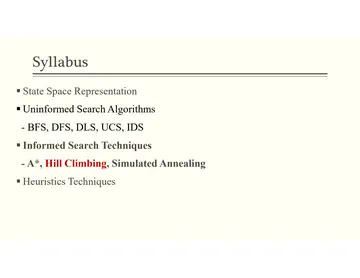 Syllabus
▪ State Space Representation
▪ Uninformed Search Algorithms
- BFS, DFS, DLS, UCS, IDS
▪ Informed Search Techniques
- A*, Hill Climbing, Simulated Annealing
▪ Heuristics Techniques